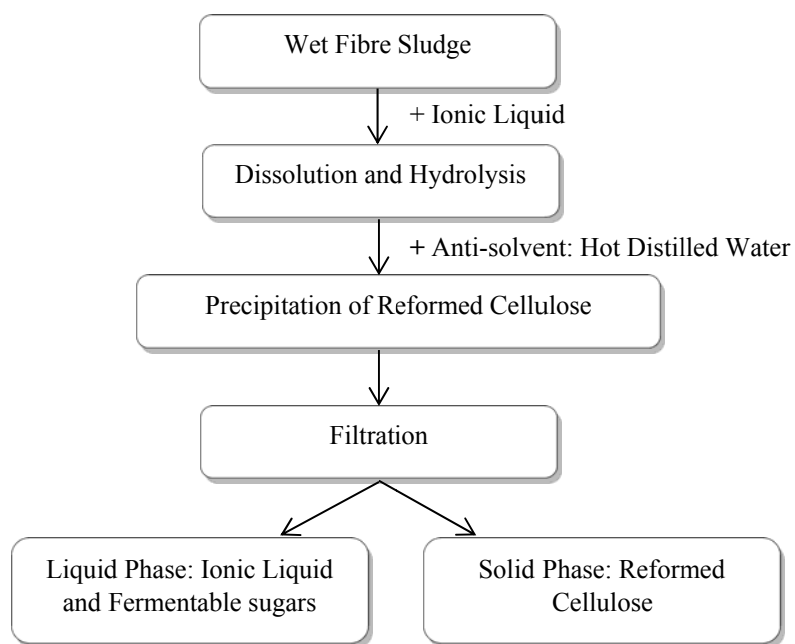 Wet Fibre Sludge
+ Ionic Liquid
Dissolution and Hydrolysis
+ Anti-solvent: Hot Distilled Water
Precipitation of Reformed Cellulose
Filtration
Liquid Phase: Ionic Liquid
and Fermentable sugars
Solid Phase: Reformed
Cellulose